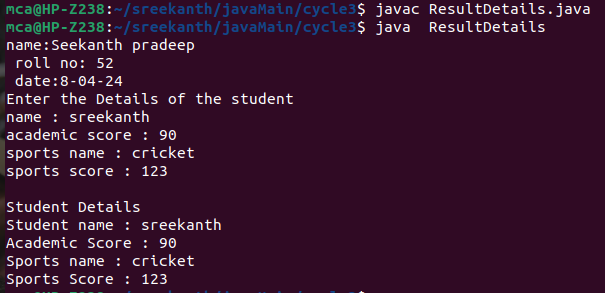 mca@HP-Z238:~/sreekanth/javaMain/cycle3$ javac ResultDetails.java
mca@HP-Z238:~/sreekanth/javaMain/cycle3$ java  ResultDetails
name:Seekanth pradeep
 roll no: 52
 date:8-04-24
Enter the Details of the student
name : sreekanth
academic score : 90
sports name : cricket
sports score : 123

Student Details
Student name : sreekanth
Academic Score : 90
Sports name : cricket
Sports Score : 123